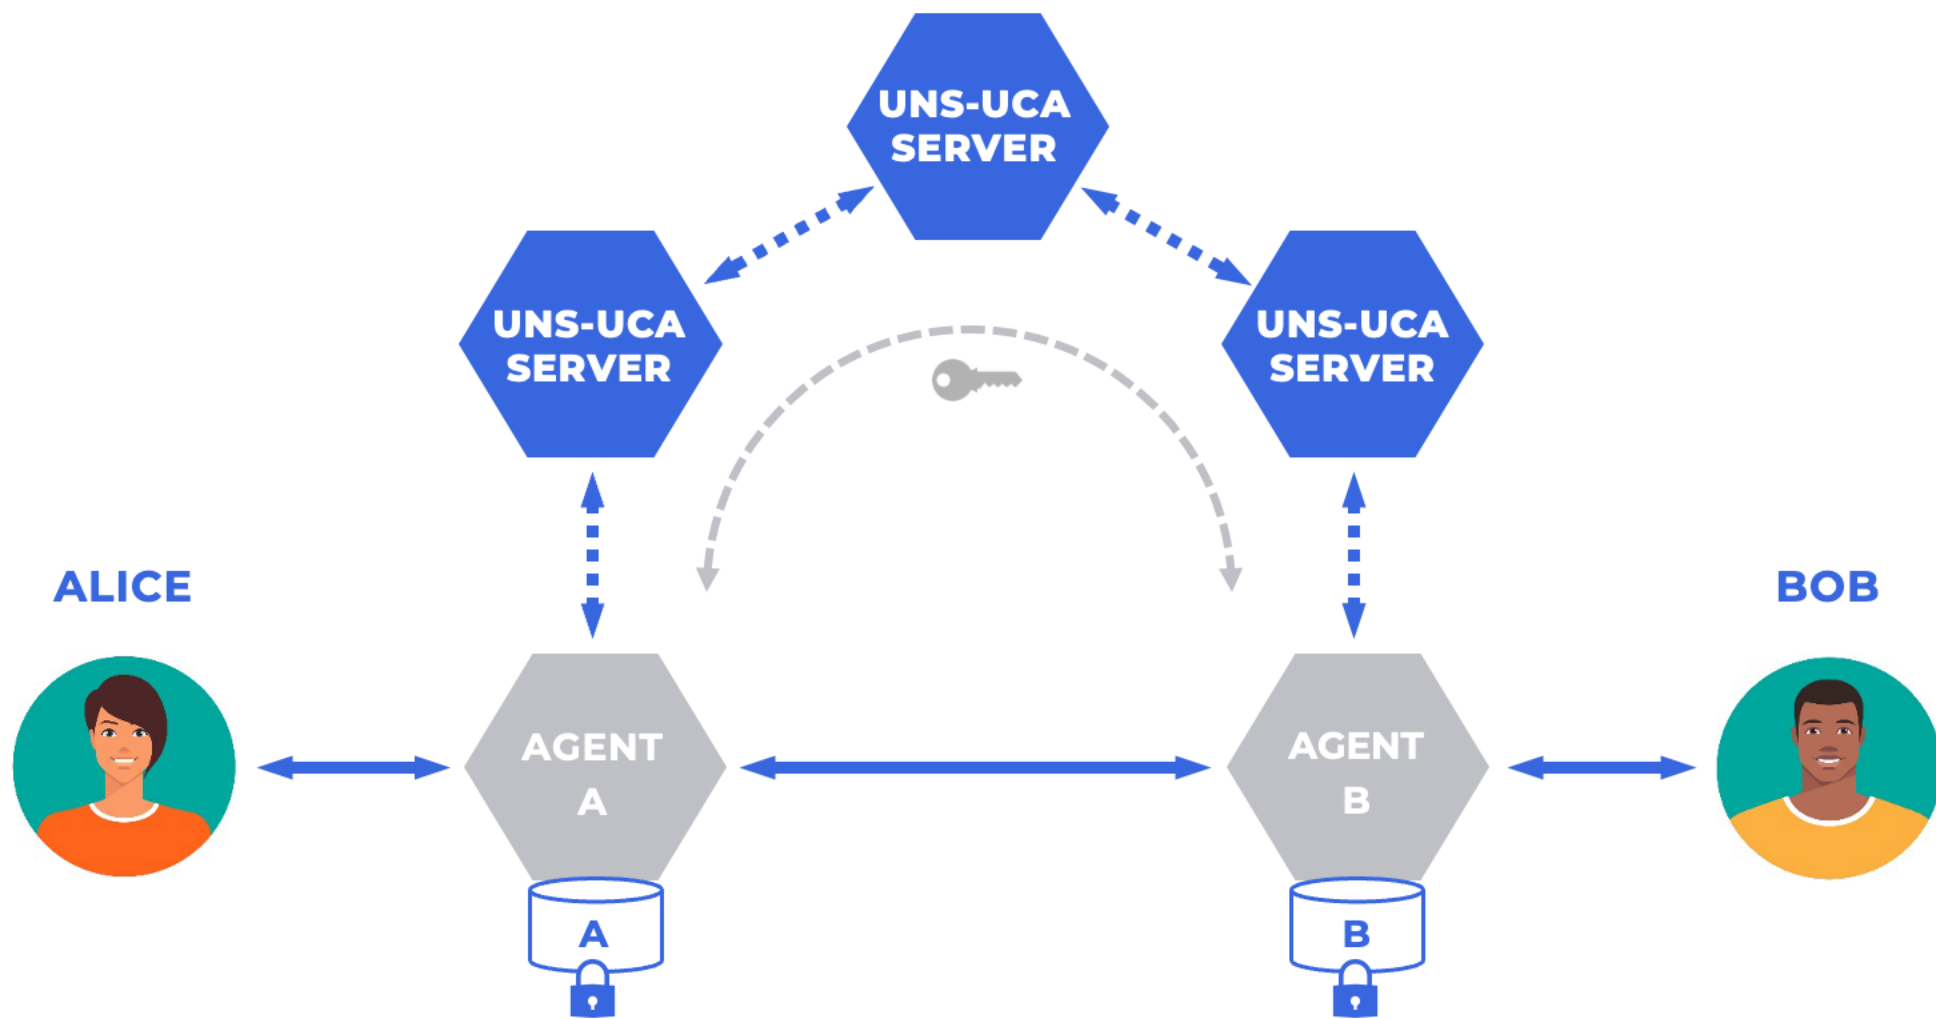 UNS-UCA
SERVER
UNS-UCA
SERVER
UNS-UCA
SERVER
ALICE
BOB
AGENT
A
AGENT
B
A
B